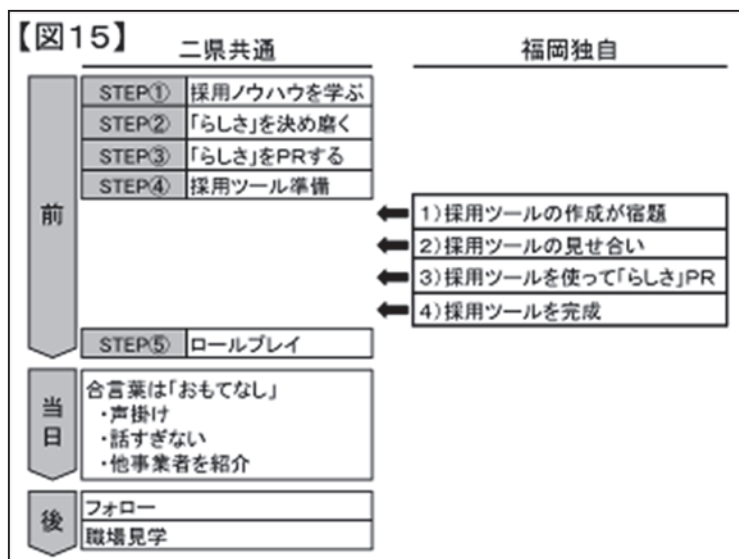 【図15】
二県共通 福岡独自
前
STEP① 採用ノウハウを学ぶ
STEP② 「らしさ」を決め磨く
STEP③ 「らしさ」をPRする
STEP④ 採用ツール準備
1)採用ツールの作成が宿題
2)採用ツールの見せ合い
3)採用ツールを使って「らしさ」PR
4)採用ツールを完成
STEP⑤ ロールプレイ
当日
合言葉は「おもてなし」
・声掛け
・話すぎない
・他事業者を紹介
後
フォロー
職場見学